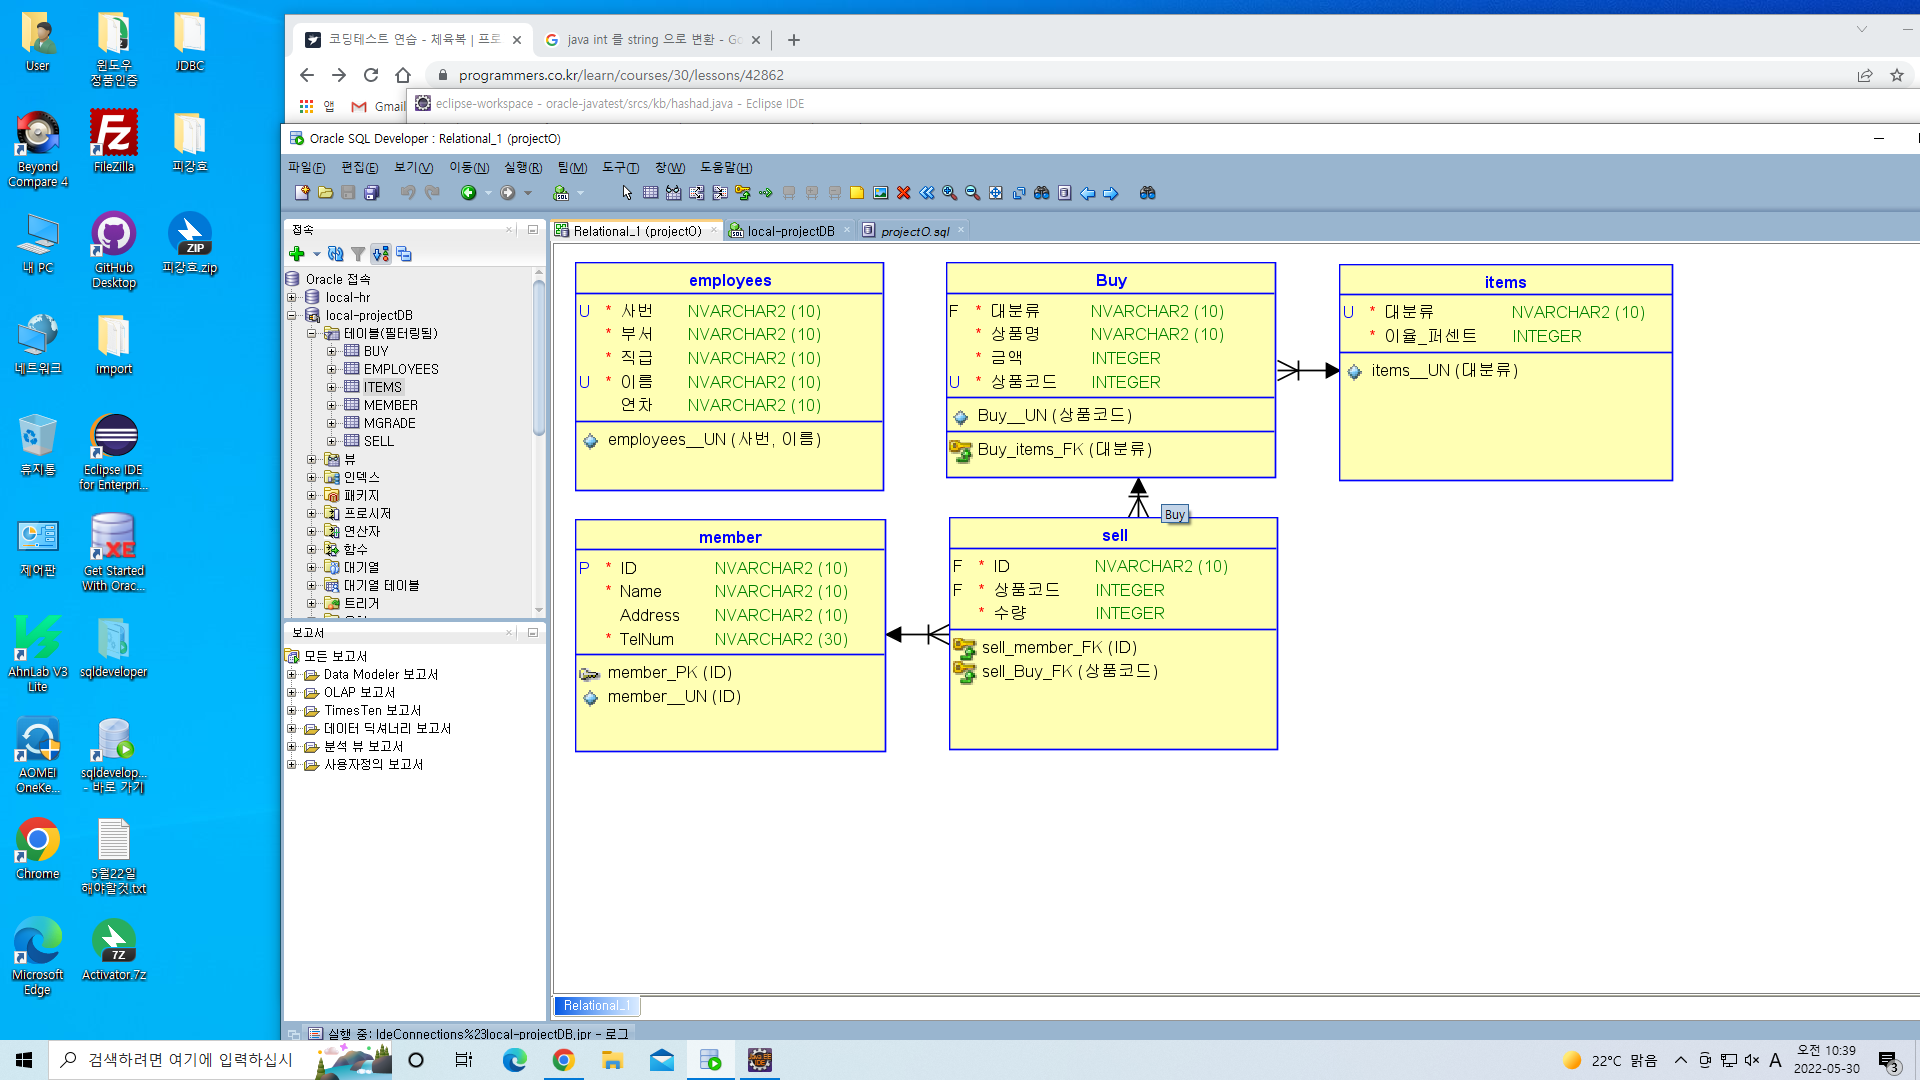 User
윈도우
정품인증
JDBC
Beyond
Compare 4
FileZilla
피강효
내 PC
GitHub
Desktop
피강효.zip
네트워크
import
휴지통
Eclipse IDE
for Enterpri...
제어판
Get Started
With Orac...
AhnLab V3
Lite
sqldeveloper
AOMEI
OneKe...
sqldevelop...
- 바로 가기
Chrome
5월22일
해야할것.txt
Microsoft
Edge
Activator.7z
코딩테스트 연습 - 체육복 | 프로
java int 를 string 으로 변환 - Go
programmers.co.kr/learn/courses/30/lessons/42862
앱
Gmail
eclipse-workspace - oracle-javatest/srcs/kb/hashad.java - Eclipse IDE
Oracle SQL Developer : Relational_1 (projectO)
파일(F) 편집(E) 보기(V) 이동(N) 실행(R) 팀(M) 도구(T) 창(W) 도움말(H)
접속
Oracle 접속
local-hr
local-projectDB
테이블(필터링됨)
BUY
EMPLOYEES
ITEMS
MEMBER
MGRADE
SELL
뷰
인덱스
패키지
프로시저
연산자
함수
대기열
대기열 테이블
트리거
보고서
모든 보고서
Data Modeler 보고서
OLAP 보고서
TimesTen 보고서
데이터 딕셔너리 보고서
분석 뷰 보고서
사용자정의 보고서
Relational_1 (projectO)
local-projectDB
projectO.sql
employees
U * 사번 NVARCHAR2 (10)
* 부서 NVARCHAR2 (10)
* 직급 NVARCHAR2 (10)
U * 이름 NVARCHAR2 (10)
연차 NVARCHAR2 (10)
employees__UN (사번, 이름)
Buy
F * 대분류 NVARCHAR2 (10)
* 상품명 NVARCHAR2 (10)
* 금액 INTEGER
U * 상품코드 INTEGER
Buy__UN (상품코드)
Buy_items_FK (대분류)
items
U * 대분류 NVARCHAR2 (10)
* 이율_퍼센트 INTEGER
items__UN (대분류)
member
P * ID NVARCHAR2 (10)
* Name NVARCHAR2 (10)
Address NVARCHAR2 (10)
* TelNum NVARCHAR2 (30)
member_PK (ID)
member__UN (ID)
Buy
sell
F * ID NVARCHAR2 (10)
F * 상품코드 INTEGER
* 수량 INTEGER
sell_member_FK (ID)
sell_Buy_FK (상품코드)
Relational_1
실행 중: IdeConnections%23local-projectDB.jpr - 로그
검색하려면 여기에 입력하십시
22°C 맑음
A
오전 10:39
2022-05-30
3